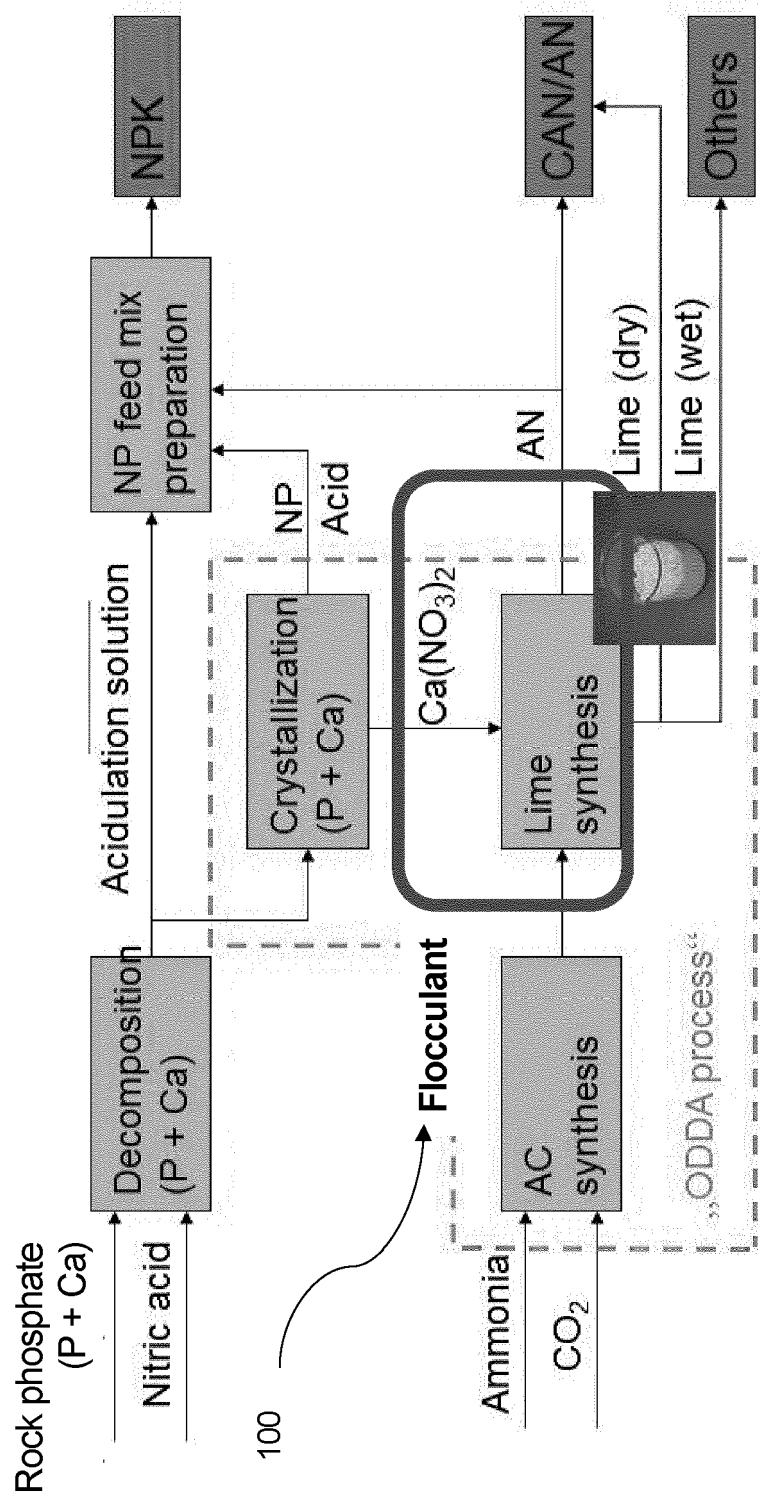 Rock phosphate
(P + Ca)
Nitric acid
Decomposition
(P + Ca)
Acidulation solution
NP feed mix
preparation
NPK
Crystallization
(P + Ca)
NP
Acid
100
Flocculant
Ca(NO₃)₂
Ammonia
CO₂
AC
synthesis
Lime
synthesis
AN
CAN/AN
Lime (dry)
Lime (wet)
Others
„ODDA process“